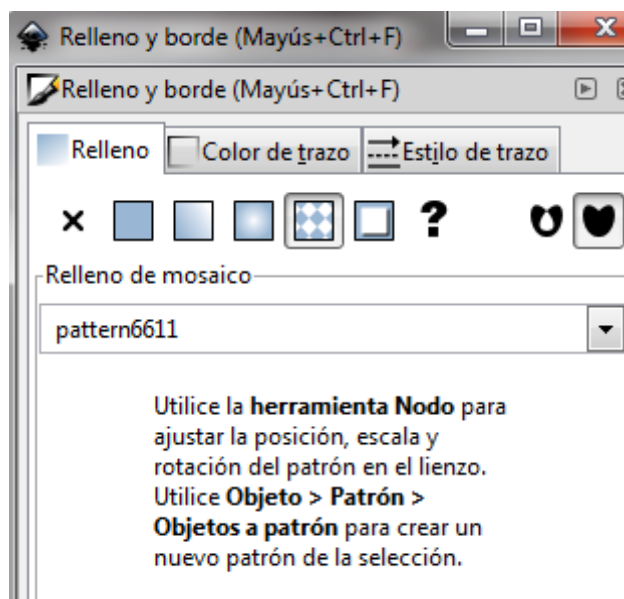 Relleno y borde (Mayús+Ctrl+F)
Relleno y borde (Mayús+Ctrl+F)
Relleno Color de trazo Estilo de trazo
?
Relleno de mosaico
pattern6611
Utilice la herramienta Nodo para
ajustar la posición, escala y
rotación del patrón en el lienzo.
Utilice Objeto > Patrón >
Objetos a patrón para crear un
nuevo patrón de la selección.